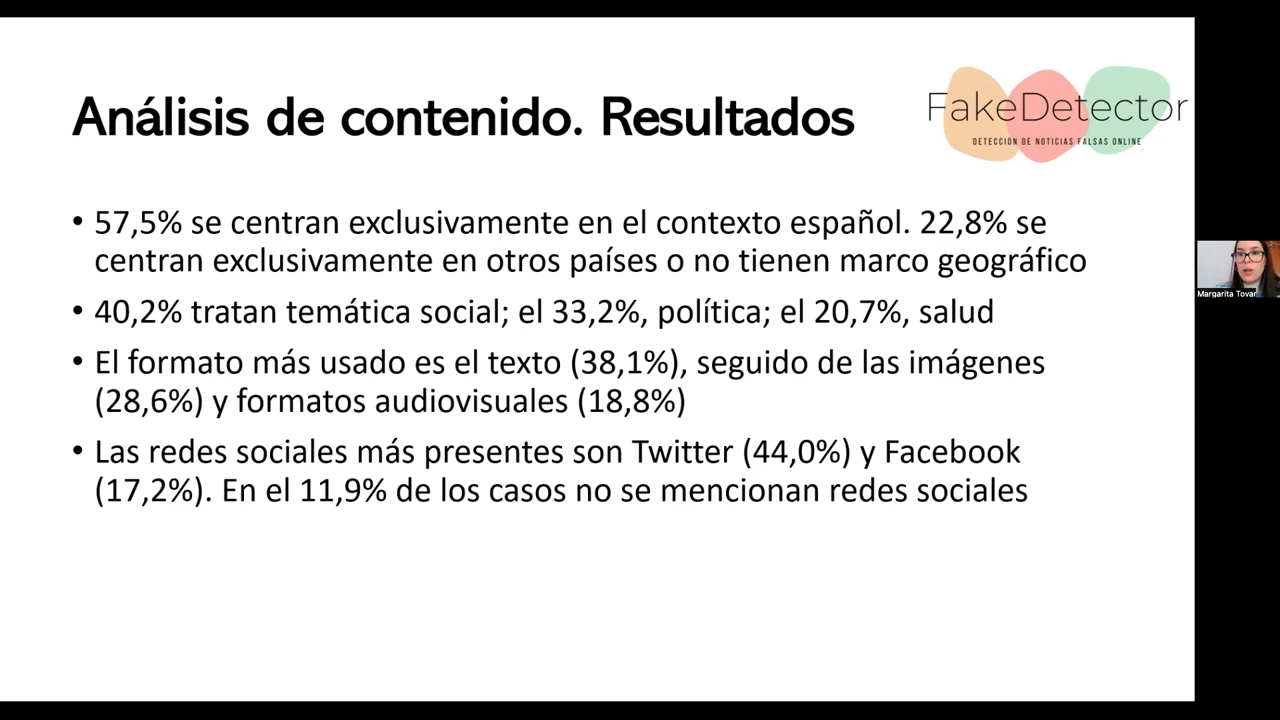 Análisis de contenido. Resultados
FakeDetector
DETECCIÓN DE NOTICIAS FALSAS ONLINE
• 57,5% se centran exclusivamente en el contexto español. 22,8% se
centran exclusivamente en otros países o no tienen marco geográfico
• 40,2% tratan temática social; el 33,2%, política; el 20,7%, salud
• El formato más usado es el texto (38,1%), seguido de las imágenes
(28,6%) y formatos audiovisuales (18,8%)
• Las redes sociales más presentes son Twitter (44,0%) y Facebook
(17,2%). En el 11,9% de los casos no se mencionan redes sociales
Margarita Tovar